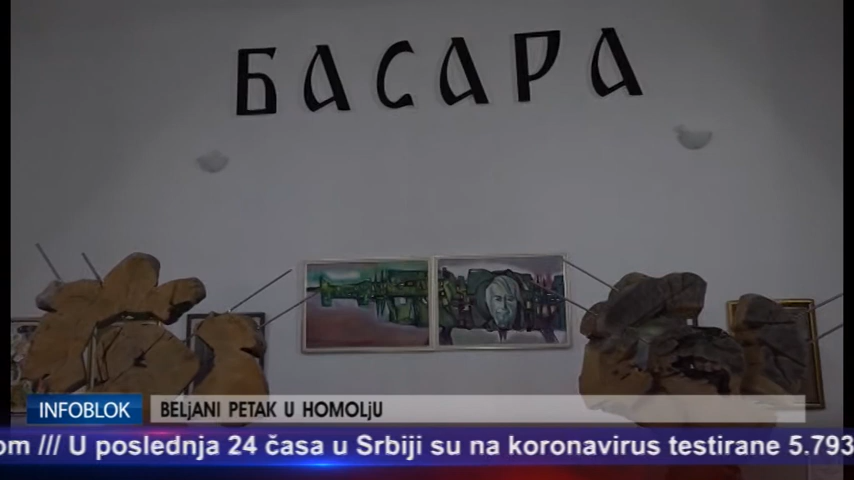 БАСАРА
INFOBLOK
BELjANI PETAK U HOMOLjU
om /// U poslednja 24 časa u Srbiji su na koronavirus testirane 5.793